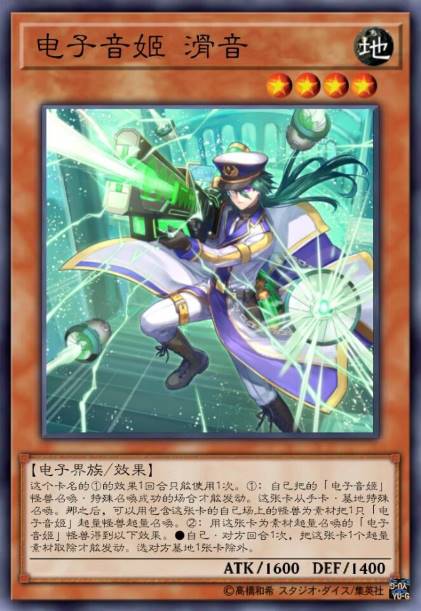 电子音姬 滑音
地
【电子界族/效果】
这个卡名的①的效果1回合只能使用1次。①：自己把的「电子音姬」
怪兽召唤・特殊召唤成功的场合才能发动。这张卡从手卡・墓地特殊
召唤。那之后，可以用包含这张卡的自己场上的怪兽为素材把1只「电
子音姬」超量怪兽超量召唤。②：用这张卡为素材超量召唤的「电子
音姬」怪兽得到以下效果。●自己・对方回合1次，把这张卡1个超量
素材取除才能发动。选对方墓地1张卡除外。
ATK/1600 DEF/1400
©高橋和希 スタジオ・ダイス/集英社